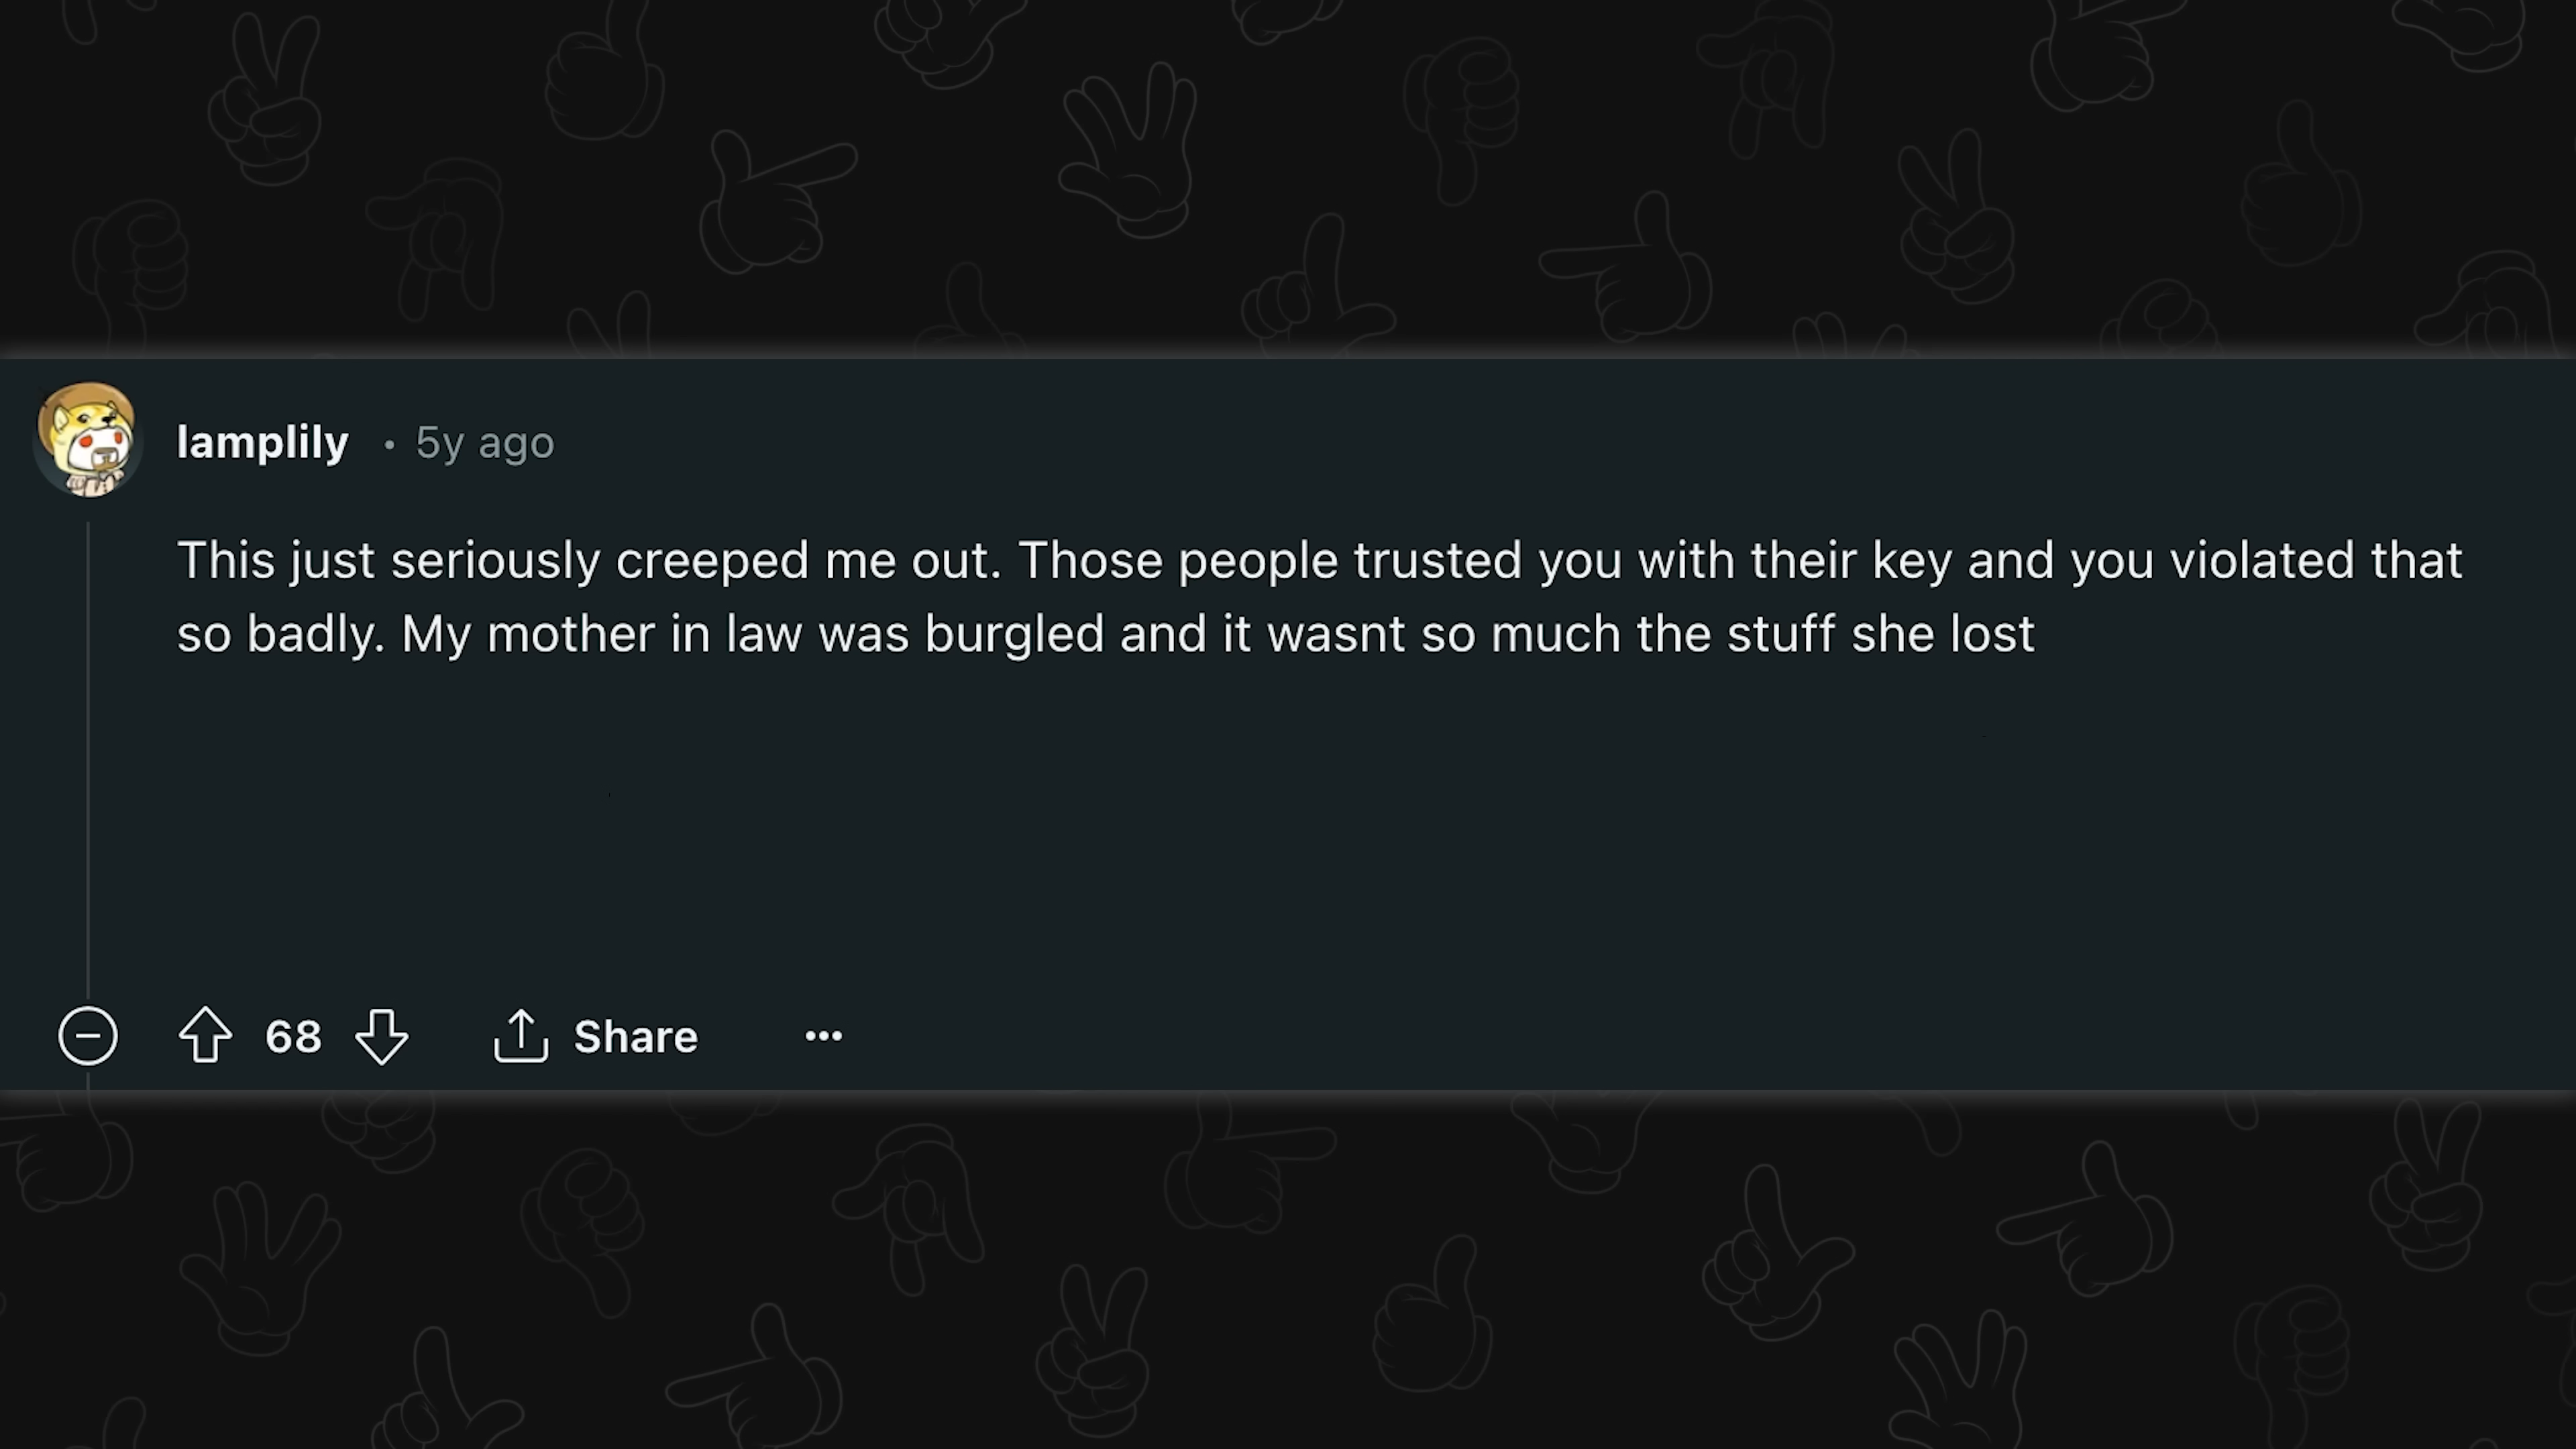 lamplily • 5y ago
This just seriously creeped me out. Those people trusted you with their key and you violated that
so badly. My mother in law was burgled and it wasnt so much the stuff she lost
68 Share ...